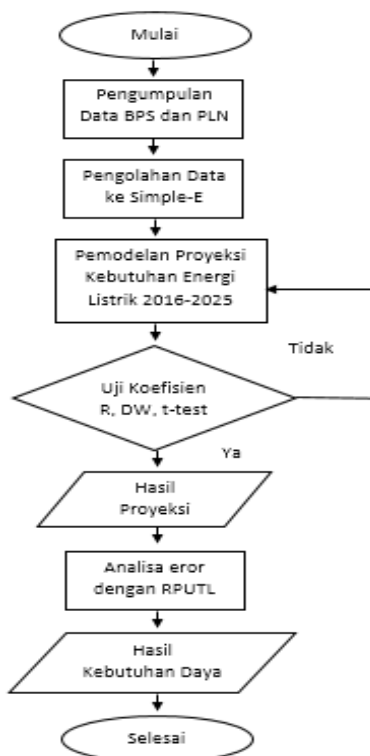 Mulai
Pengumpulan
Data BPS dan PLN
Pengolahan Data
ke Simple-E
Pemodelan Proyeksi
Kebutuhan Energi
Listrik 2016-2025
Tidak
Uji Koefisien
R, DW, t-test
Ya
Hasil
Proyeksi
Analisa eror
dengan RPUTL
Hasil
Kebutuhan Daya
Selesai